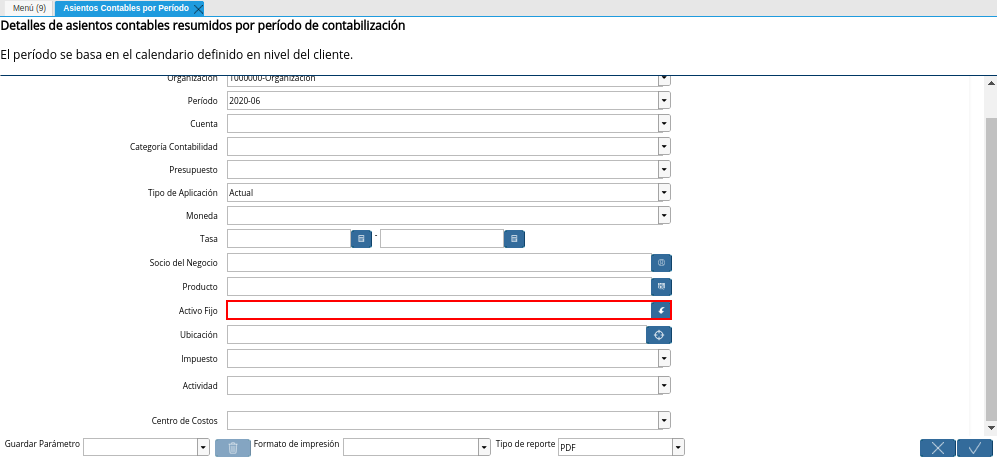 Menú (9)
Asientos Contables por Período
Detalles de asientos contables resumidos por período de contabilización
El período se basa en el calendario definido en nivel del cliente.
Organización 1000000-Organización
Período 2020-06
Cuenta
Categoría Contabilidad
Presupuesto
Tipo de Aplicación Actual
Moneda
Tasa -
Socio del Negocio
Producto
Activo Fijo
Ubicación
Impuesto
Actividad
Centro de Costos
Guardar Parámetro Formato de impresión Tipo de reporte PDF